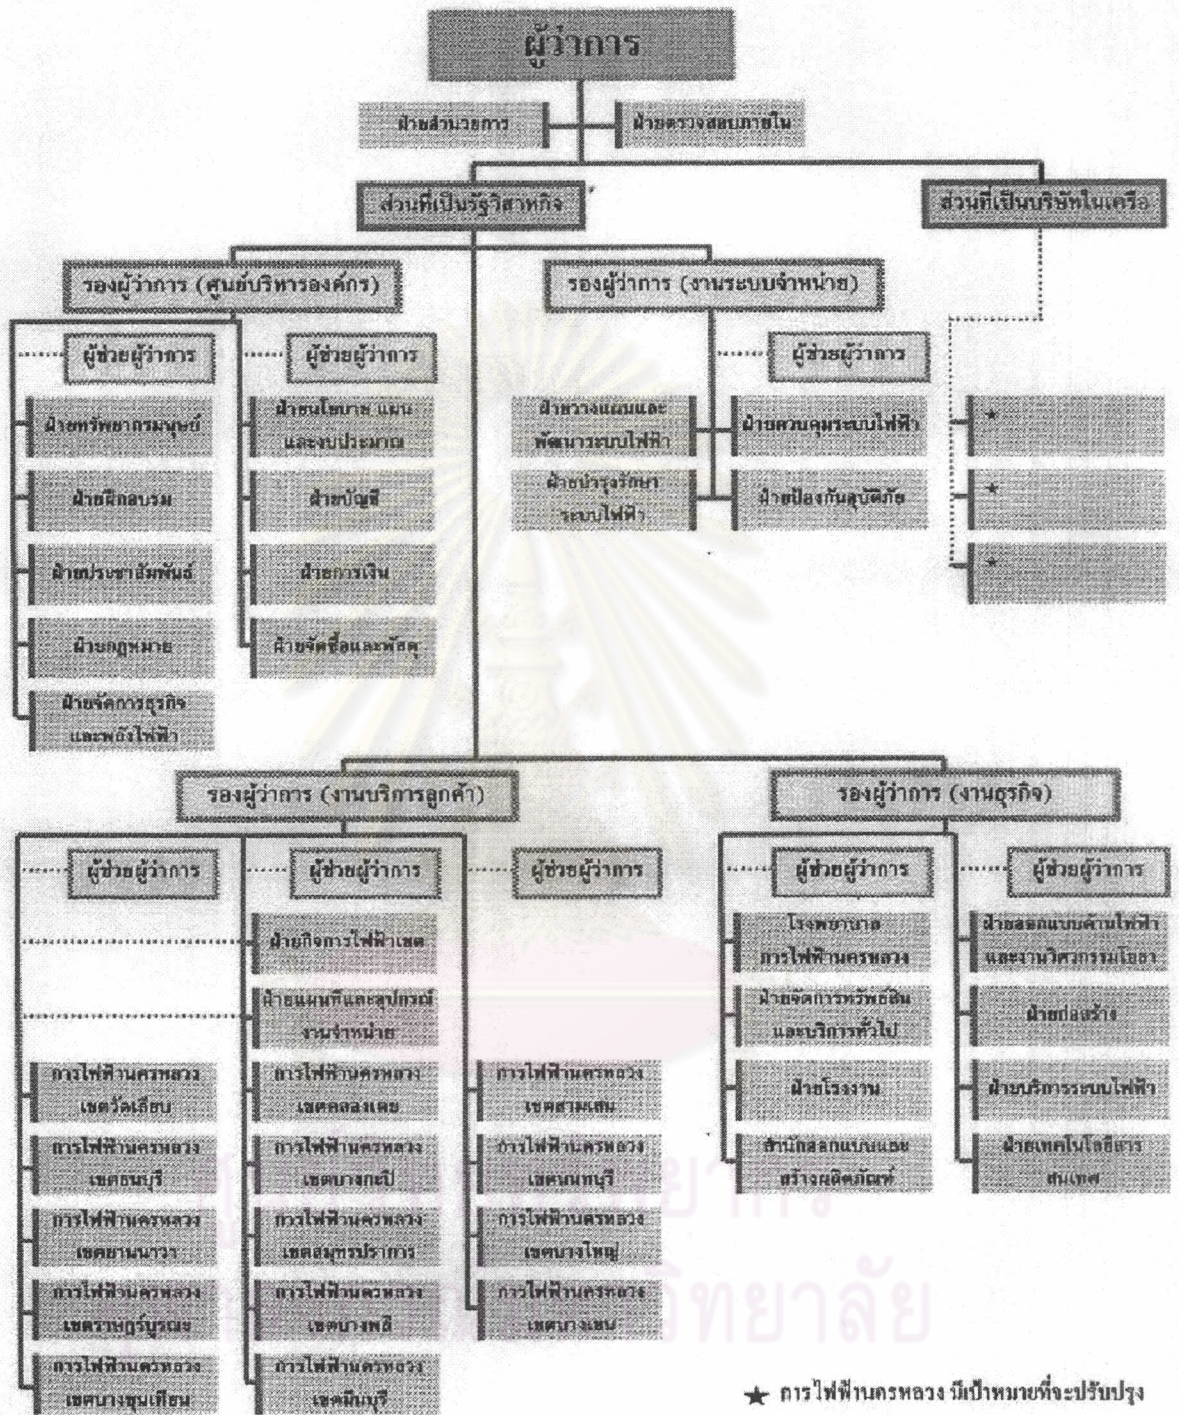 ผู้ว่าการ
ฝ่ายอำนวยการ
ฝ่ายตรวจสอบภายใน
ส่วนที่เป็นรัฐวิสาหกิจ
ส่วนที่เป็นบริษัทในเครือ
รองผู้ว่าการ (ศูนย์บริหารองค์กร)
รองผู้ว่าการ (งานระบบจำหน่าย)
ผู้ช่วยผู้ว่าการ
ผู้ช่วยผู้ว่าการ
ผู้ช่วยผู้ว่าการ
ฝ่ายทรัพยากรมนุษย์
ฝ่ายนโยบาย แผน
และงบประมาณ
ฝ่ายวางแผนและ
พัฒนาระบบไฟฟ้า
ฝ่ายควบคุมระบบไฟฟ้า
★
ฝ่ายฝึกอบรม
ฝ่ายบัญชี
ฝ่ายบำรุงรักษา
ระบบไฟฟ้า
ฝ่ายป้องกันอุบัติภัย
★
ฝ่ายประชาสัมพันธ์
ฝ่ายการเงิน
★
ฝ่ายกฎหมาย
ฝ่ายจัดซื้อและพัสดุ
ฝ่ายจัดการธุรกิจ
และพลังไฟฟ้า
รองผู้ว่าการ (งานบริการลูกค้า)
รองผู้ว่าการ (งานธุรกิจ)
ผู้ช่วยผู้ว่าการ
ผู้ช่วยผู้ว่าการ
ผู้ช่วยผู้ว่าการ
ผู้ช่วยผู้ว่าการ
ผู้ช่วยผู้ว่าการ
ฝ่ายกิจการไฟฟ้าเขต
โรงพยาบาล
การไฟฟ้านครหลวง
ฝ่ายออกแบบด้านไฟฟ้า
และงานวิศวกรรมโยธา
ฝ่ายแผนที่และอุปกรณ์
งานจำหน่าย
ฝ่ายจัดการทรัพย์สิน
และบริการทั่วไป
ฝ่ายก่อสร้าง
การไฟฟ้านครหลวง
เขตวัดเลียบ
การไฟฟ้านครหลวง
เขตคลองเตย
การไฟฟ้านครหลวง
เขตสามเสน
ฝ่ายโรงงาน
ฝ่ายบริการระบบไฟฟ้า
การไฟฟ้านครหลวง
เขตธนบุรี
การไฟฟ้านครหลวง
เขตบางกะปิ
การไฟฟ้านครหลวง
เขตนนทบุรี
สำนักออกแบบและ
สร้างผลิตภัณฑ์
ฝ่ายเทคโนโลยีสาร
สนเทศ
การไฟฟ้านครหลวง
เขตยานนาวา
การไฟฟ้านครหลวง
เขตสมุทรปราการ
การไฟฟ้านครหลวง
เขตบางใหญ่
การไฟฟ้านครหลวง
เขตราษฎร์บูรณะ
การไฟฟ้านครหลวง
เขตบางพลี
การไฟฟ้านครหลวง
เขตบางเขน
การไฟฟ้านครหลวง
เขตบางขุนเทียน
การไฟฟ้านครหลวง
เขตมีนบุรี
★ การไฟฟ้านครหลวง มีเป้าหมายที่จะปรับปรุง